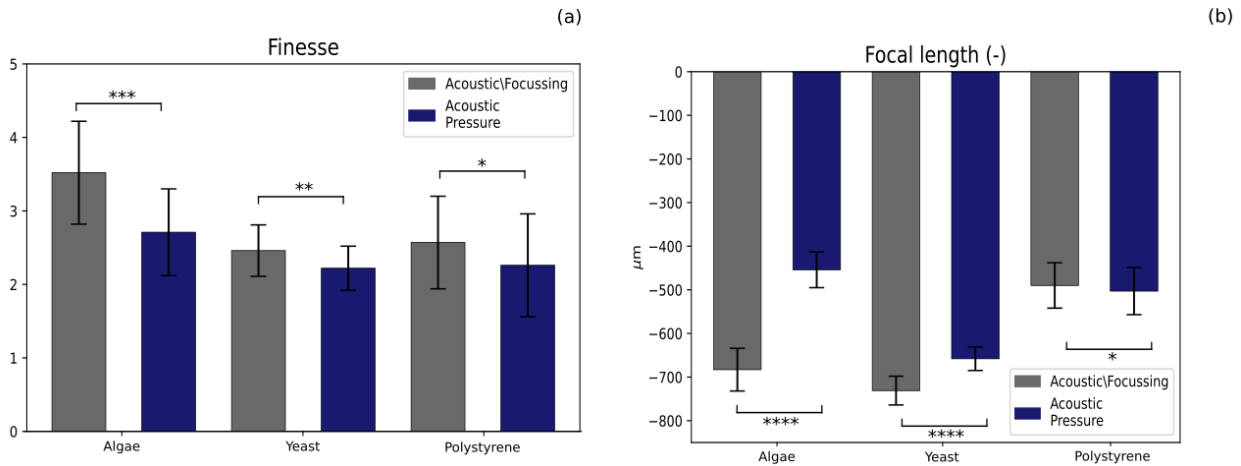 (a)
Finesse
5
4
3
2
1
0
Acoustic\Focussing
Acoustic
Pressure
***
**
*
Algae
Yeast
Polystyrene
(b)
Focal length (-)
μm
0
−100
−200
−300
−400
−500
−600
−700
−800
****
****
*
Acoustic\Focussing
Acoustic
Pressure
Algae
Yeast
Polystyrene